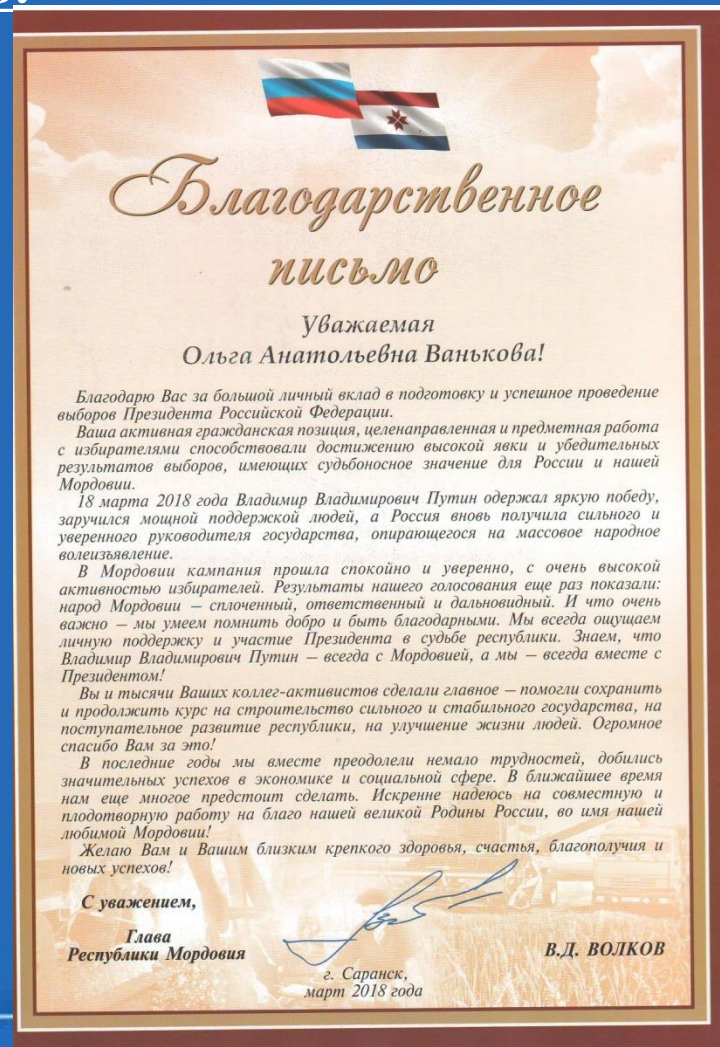 Благодарственное
письмо
Уважаемая
Ольга Анатольевна Ванькова!
Благодарю Вас за большой личный вклад в подготовку и успешное проведение
выборов Президента Российской Федерации.
Ваша активная гражданская позиция, целенаправленная и предметная работа
с избирателями способствовали достижению высокой явки и убедительных
результатов выборов, имеющих судьбоносное значение для России и нашей
Мордовии.
18 марта 2018 года Владимир Владимирович Путин одержал яркую победу,
заручился мощной поддержкой людей, а Россия вновь получила сильного и
уверенного руководителя государства, опирающегося на массовое народное
волеизъявление.
В Мордовии кампания прошла спокойно и уверенно, с очень высокой
активностью избирателей. Результаты нашего голосования еще раз показали:
народ Мордовии – сплоченный, ответственный и дальновидный. И что очень
важно – мы умеем помнить добро и быть благодарными. Мы всегда ощущаем
личную поддержку и участие Президента в судьбе республики. Знаем, что
Владимир Владимирович Путин – всегда с Мордовией, а мы – всегда вместе с
Президентом!
Вы и тысячи Ваших коллег-активистов сделали главное – помогли сохранить
и продолжить курс на строительство сильного и стабильного государства, на
поступательное развитие республики, на улучшение жизни людей. Огромное
спасибо Вам за это!
В последние годы мы вместе преодолели немало трудностей, добились
значительных успехов в экономике и социальной сфере. В ближайшее время
нам еще многое предстоит сделать. Искренне надеюсь на совместную и
плодотворную работу на благо нашей великой Родины России, во имя нашей
любимой Мордовии!
Желаю Вам и Вашим близким крепкого здоровья, счастья, благополучия и
новых успехов!
С уважением,
Глава
Республики Мордовия
В.Д. ВОЛКОВ
г. Саранск,
март 2018 года